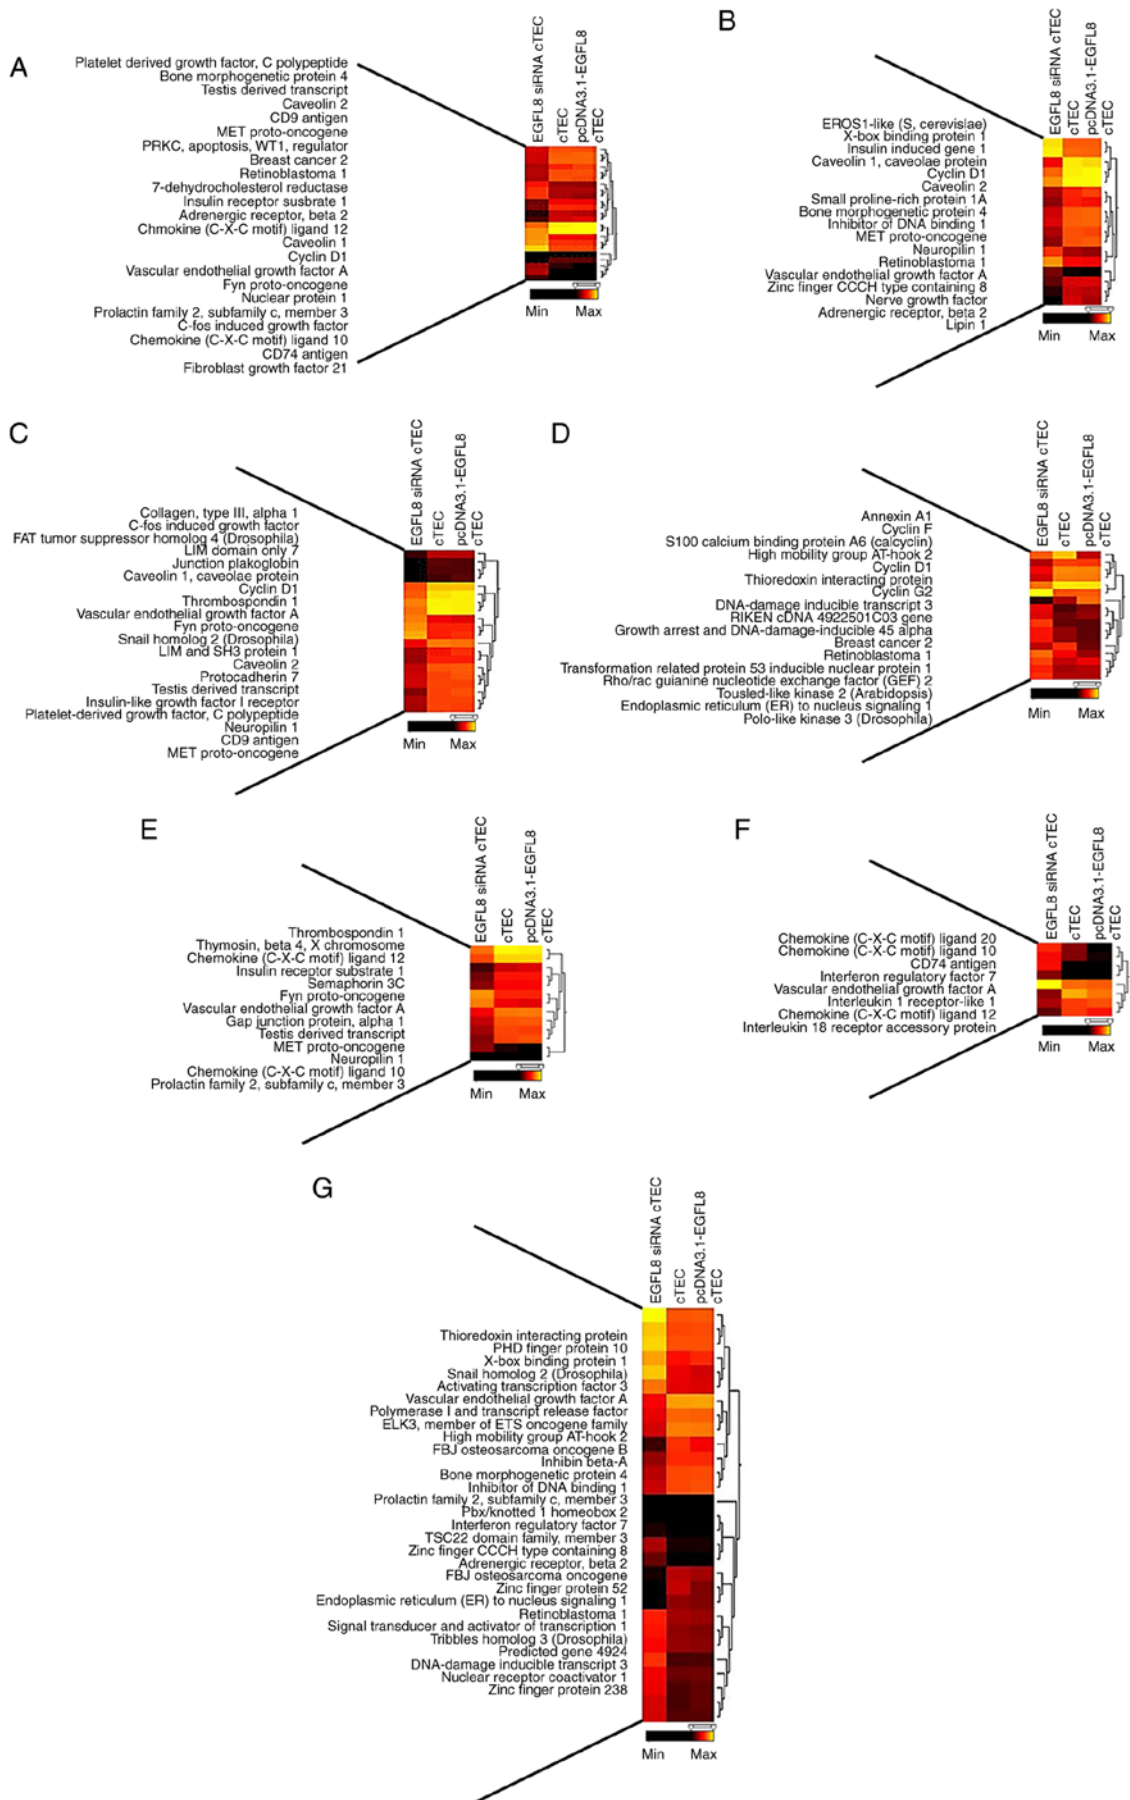 A
Platelet derived growth factor, C polypeptide
Bone morphogenetic protein 4
Testis derived transcript
Caveolin 2
CD9 antigen
MET proto-oncogene
PRKC, apoptosis, WT1, regulator
Breast cancer 2
Retinoblastoma 1
7-dehydrocholesterol reductase
Insulin receptor susbrate 1
Adrenergic receptor, beta 2
Chmokine (C-X-C motif) ligand 12
Caveolin 1
Cyclin D1
Vascular endothelial growth factor A
Fyn proto-oncogene
Nuclear protein 1
Prolactin family 2, subfamily c, member 3
C-fos induced growth factor
Chemokine (C-X-C motif) ligand 10
CD74 antigen
Fibroblast growth factor 21
EGFL8 siRNA cTEC
cTEC
pcDNA3.1-EGFL8
cTEC
Min Max
B
EROS1-like (S, cerevislae)
X-box binding protein 1
Insulin induced gene 1
Caveolin 1, caveolae protein
Cyclin D1
Caveolin 2
Small proline-rich protein 1A
Bone morphogenetic protein 4
Inhibitor of DNA binding 1
MET proto-oncogene
Neuropilin 1
Retinoblastoma 1
Vascular endothelial growth factor A
Zinc finger CCCH type containing 8
Nerve growth factor
Adrenergic receptor, beta 2
Lipin 1
EGFL8 siRNA cTEC
cTEC
pcDNA3.1-EGFL8
cTEC
Min Max
C
Collagen, type III, alpha 1
C-fos induced growth factor
FAT tumor suppressor homolog 4 (Drosophila)
LIM domain only 7
Junction plakoglobin
Caveolin 1, caveolae protein
Cyclin D1
Thrombospondin 1
Vascular endothelial growth factor A
Fyn proto-oncogene
Snail homolog 2 (Drosophila)
LIM and SH3 protein 1
Caveolin 2
Protocadherin 7
Testis derived transcript
Insulin-like growth factor I receptor
Platelet-derived growth factor, C polypeptide
Neuropilin 1
CD9 antigen
MET proto-oncogene
EGFL8 siRNA cTEC
cTEC
pcDNA3.1-EGFL8
cTEC
Min Max
D
Annexin A1
Cyclin F
S100 calcium binding protein A6 (calcyclin)
High mobility group AT-hook 2
Cyclin D1
Thioredoxin interacting protein
Cyclin G2
DNA-damage inducible transcript 3
RIKEN cDNA 4922501C03 gene
Growth arrest and DNA-damage-inducible 45 alpha
Breast cancer 2
Retinoblastoma 1
Transformation related protein 53 inducible nuclear protein 1
Rho/rac guianine nucleotide exchange factor (GEF) 2
Tousled-like kinase 2 (Arabidopsis)
Endoplasmic reticulum (ER) to nucleus signaling 1
Polo-like kinase 3 (Drosophila)
EGFL8 siRNA cTEC
cTEC
pcDNA3.1-EGFL8
cTEC
Min Max
E
Thrombospondin 1
Thymosin, beta 4, X chromosome
Chemokine (C-X-C motif) ligand 12
Insulin receptor substrate 1
Semaphorin 3C
Fyn proto-oncogene
Vascular endothelial growth factor A
Gap junction protein, alpha 1
Testis derived transcript
MET proto-oncogene
Neuropilin 1
Chemokine (C-X-C motif) ligand 10
Prolactin family 2, subfamily c, member 3
EGFL8 siRNA cTEC
cTEC
pcDNA3.1-EGFL8
cTEC
Min Max
F
Chemokine (C-X-C motif) ligand 20
Chemokine (C-X-C motif) ligand 10
CD74 antigen
Interferon regulatory factor 7
Vascular endothelial growth factor A
Interleukin 1 receptor-like 1
Chemokine (C-X-C motif) ligand 12
Interleukin 18 receptor accessory protein
EGFL8 siRNA cTEC
cTEC
pcDNA3.1-EGFL8
cTEC
Min Max
G
Thioredoxin interacting protein
PHD finger protein 10
X-box binding protein 1
Snail homolog 2 (Drosophila)
Activating transcription factor 3
Vascular endothelial growth factor A
Polymerase I and transcript release factor
ELK3, member of ETS oncogene family
High mobility group AT-hook 2
FBJ osteosarcoma oncogene B
Inhibin beta-A
Bone morphogenetic protein 4
Inhibitor of DNA binding 1
Prolactin family 2, subfamily c, member 3
Pbx/knotted 1 homeobox 2
Interferon regulatory factor 7
TSC22 domain family, member 3
Zinc finger CCCH type containing 8
Adrenergic receptor, beta 2
FBJ osteosarcoma oncogene
Zinc finger protein 52
Endoplasmic reticulum (ER) to nucleus signaling 1
Retinoblastoma 1
Signal transducer and activator of transcription 1
Tribbles homolog 3 (Drosophila)
Predicted gene 4924
DNA-damage inducible transcript 3
Nuclear receptor coactivator 1
Zinc finger protein 238
EGFL8 siRNA cTEC
cTEC
pcDNA3.1-EGFL8
cTEC
Min Max